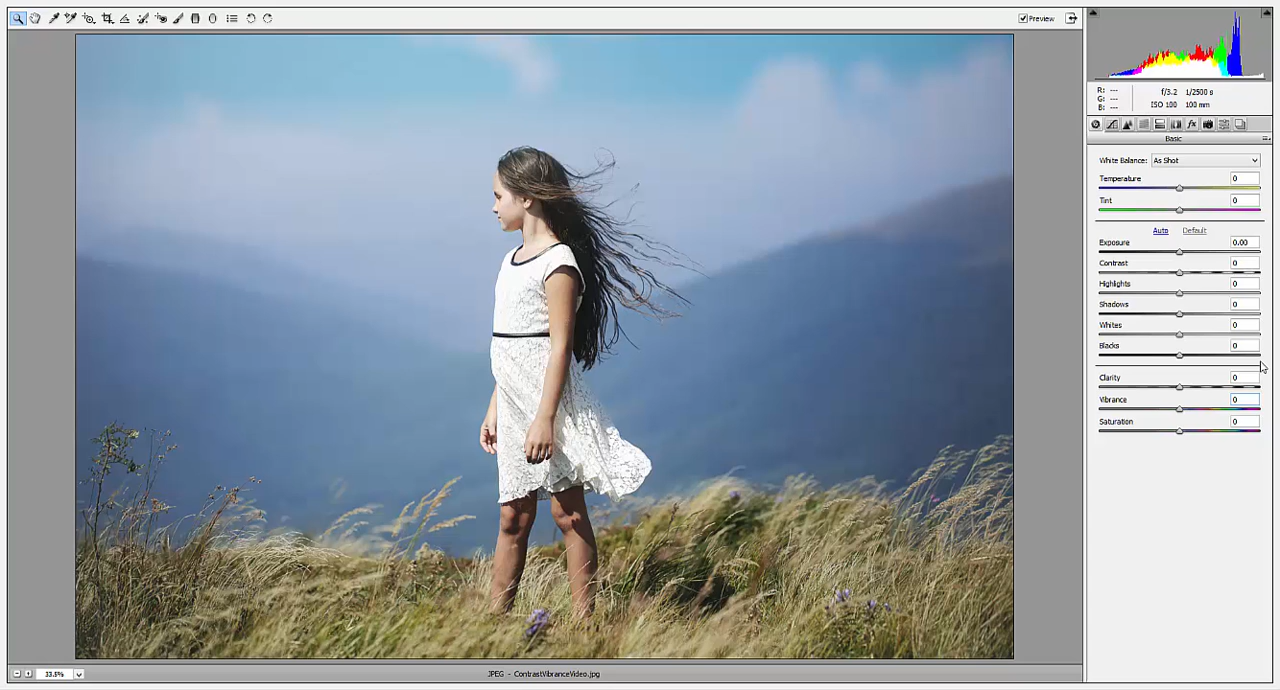 Preview
R: ---
G: ---
B: ---
f/3.2 1/2500 s
ISO 100 100 mm
fx
Basic
White Balance: As Shot
Temperature 0
Tint 0
Auto Default
Exposure 0.00
Contrast 0
Highlights 0
Shadows 0
Whites 0
Blacks 0
Clarity 0
Vibrance 0
Saturation 0
33.5%
JPEG - ContrastVibranceVideo.jpg